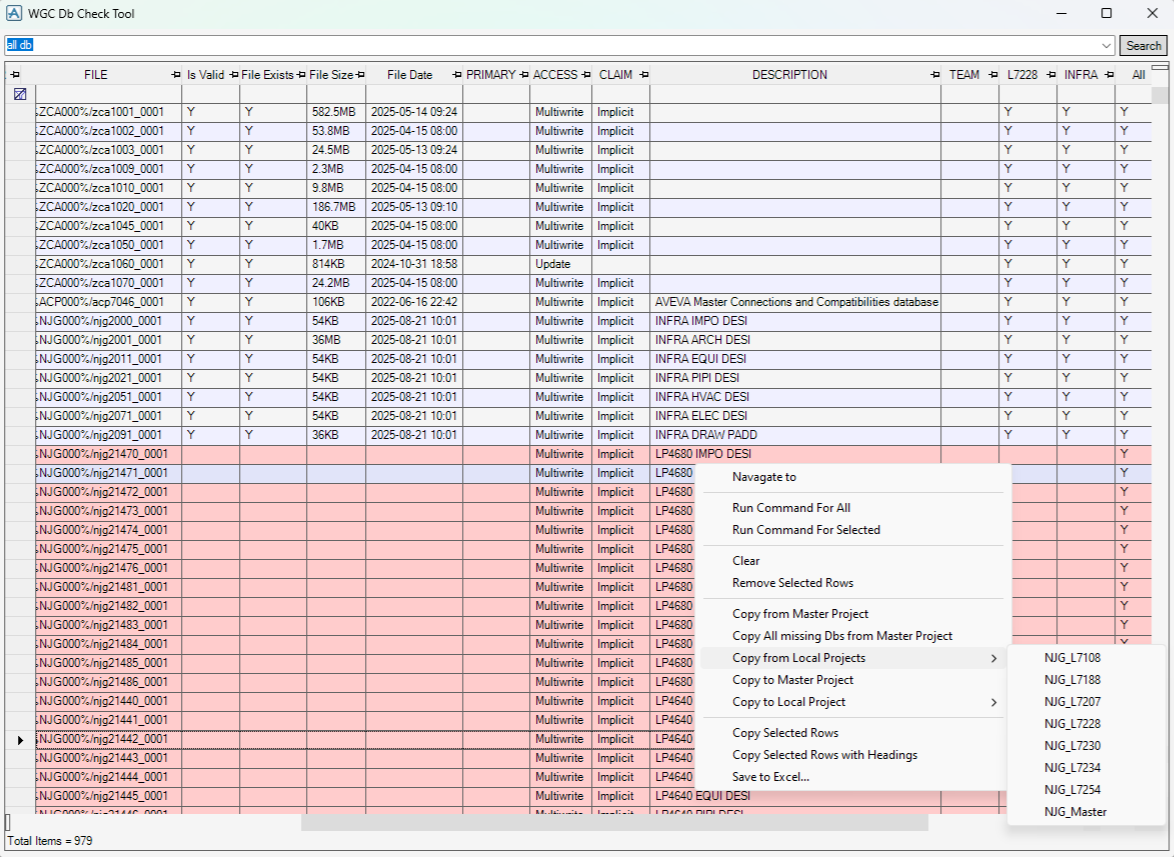 WGC Db Check Tool
all db
Search
FILE Is Valid File Exists File Size File Date PRIMARY ACCESS CLAIM DESCRIPTION TEAM L7228 INFRA All
%ZCA000%/zca1001_0001 Y Y 582.5MB 2025-05-14 09:24 Multiwrite Implicit Y Y Y
%ZCA000%/zca1002_0001 Y Y 53.8MB 2025-04-15 08:00 Multiwrite Implicit Y Y Y
%ZCA000%/zca1003_0001 Y Y 24.5MB 2025-05-13 09:24 Multiwrite Implicit Y Y Y
%ZCA000%/zca1009_0001 Y Y 2.3MB 2025-04-15 08:00 Multiwrite Implicit Y Y Y
%ZCA000%/zca1010_0001 Y Y 9.8MB 2025-04-15 08:00 Multiwrite Implicit Y Y Y
%ZCA000%/zca1020_0001 Y Y 186.7MB 2025-05-13 09:10 Multiwrite Implicit Y Y Y
%ZCA000%/zca1045_0001 Y Y 40KB 2025-04-15 08:00 Multiwrite Implicit Y Y Y
%ZCA000%/zca1050_0001 Y Y 1.7MB 2025-04-15 08:00 Multiwrite Implicit Y Y Y
%ZCA000%/zca1060_0001 Y Y 814KB 2024-10-31 18:58 Update Y Y Y
%ZCA000%/zca1070_0001 Y Y 24.2MB 2025-04-15 08:00 Multiwrite Implicit Y Y Y
%ACP000%/acp7046_0001 Y Y 106KB 2022-06-16 22:42 Multiwrite Implicit AVEVA Master Connections and Compatibilities database Y Y Y
%NJG000%/njg2000_0001 Y Y 54KB 2025-08-21 10:01 Multiwrite Implicit INFRA IMPO DESI Y Y Y
%NJG000%/njg2001_0001 Y Y 36MB 2025-08-21 10:01 Multiwrite Implicit INFRA ARCH DESI Y Y Y
%NJG000%/njg2011_0001 Y Y 54KB 2025-08-21 10:01 Multiwrite Implicit INFRA EQUI DESI Y Y Y
%NJG000%/njg2021_0001 Y Y 54KB 2025-08-21 10:01 Multiwrite Implicit INFRA PIPI DESI Y Y Y
%NJG000%/njg2051_0001 Y Y 54KB 2025-08-21 10:01 Multiwrite Implicit INFRA HVAC DESI Y Y Y
%NJG000%/njg2071_0001 Y Y 54KB 2025-08-21 10:01 Multiwrite Implicit INFRA ELEC DESI Y Y Y
%NJG000%/njg2091_0001 Y Y 36KB 2025-08-21 10:01 Multiwrite Implicit INFRA DRAW PADD Y Y Y
%NJG000%/njg21470_0001 Multiwrite Implicit LP4680 IMPO DESI Y
%NJG000%/njg21471_0001 Multiwrite Implicit LP4680 Y
%NJG000%/njg21472_0001 Multiwrite Implicit LP4680 Y
%NJG000%/njg21473_0001 Multiwrite Implicit LP4680 Y
%NJG000%/njg21474_0001 Multiwrite Implicit LP4680 Y
%NJG000%/njg21475_0001 Multiwrite Implicit LP4680 Y
%NJG000%/njg21476_0001 Multiwrite Implicit LP4680 Y
%NJG000%/njg21481_0001 Multiwrite Implicit LP4680 Y
%NJG000%/njg21482_0001 Multiwrite Implicit LP4680 Y
%NJG000%/njg21483_0001 Multiwrite Implicit LP4680 Y
%NJG000%/njg21484_0001 Multiwrite Implicit LP4680 Y
%NJG000%/njg21485_0001 Multiwrite Implicit LP4680
%NJG000%/njg21486_0001 Multiwrite Implicit LP4680
%NJG000%/njg21440_0001 Multiwrite Implicit LP4640
%NJG000%/njg21441_0001 Multiwrite Implicit LP4640
%NJG000%/njg21442_0001 Multiwrite Implicit LP4640
%NJG000%/njg21443_0001 Multiwrite Implicit LP4640
%NJG000%/njg21444_0001 Multiwrite Implicit LP4640
%NJG000%/njg21445_0001 Multiwrite Implicit LP4640 EQUI DESI
%NJG000%/njg21446_0001 Multiwrite Implicit LP4640 PIPI DESI
Navagate to
Run Command For All
Run Command For Selected
Clear
Remove Selected Rows
Copy from Master Project
Copy All missing Dbs from Master Project
Copy from Local Projects
Copy to Master Project
Copy to Local Project
Copy Selected Rows
Copy Selected Rows with Headings
Save to Excel...
NJG_L7108
NJG_L7188
NJG_L7207
NJG_L7228
NJG_L7230
NJG_L7234
NJG_L7254
NJG_Master
Total Items = 979